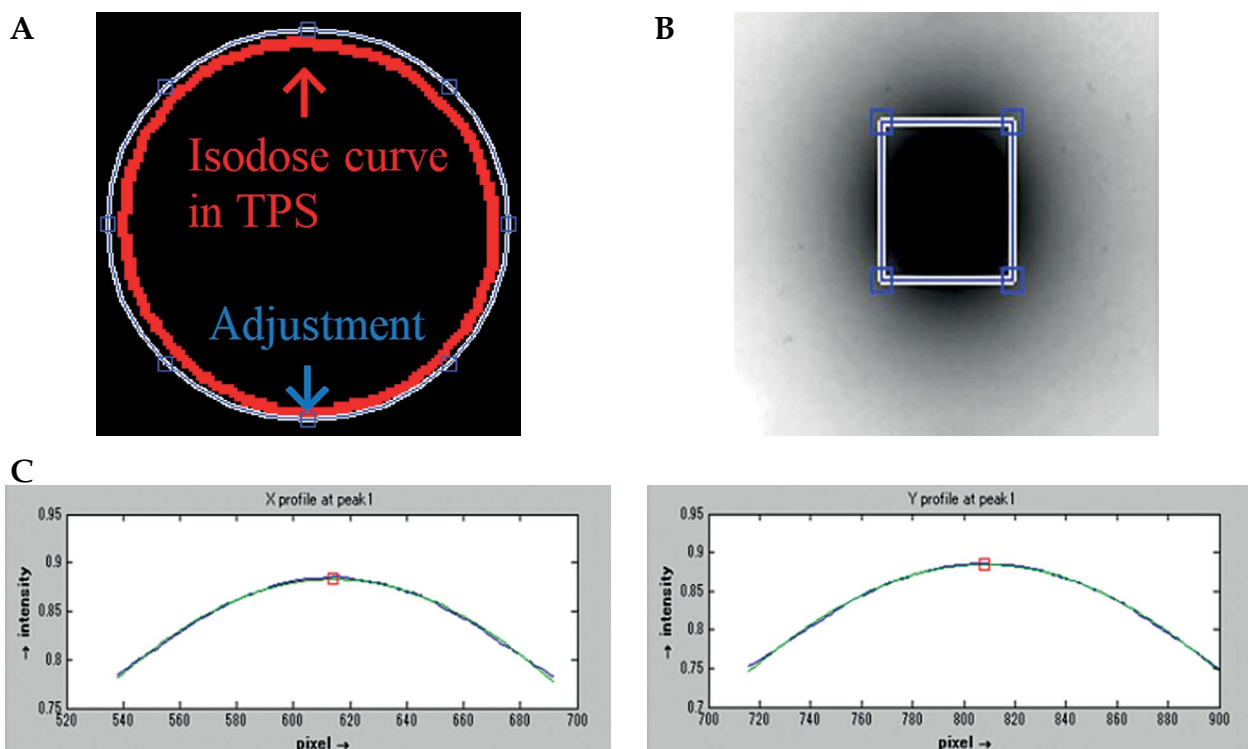 A
Isodose curve
in TPS
Adjustment
B
C
X profile at peak1
0.95
0.9
0.85
0.8
0.75
→ intensity
520 540 560 580 600 620 640 660 680 700
pixel →
Y profile at peak1
0.95
0.9
0.85
0.8
0.75
0.7
→ intensity
700 720 740 760 780 800 820 840 860 880 900
pixel →